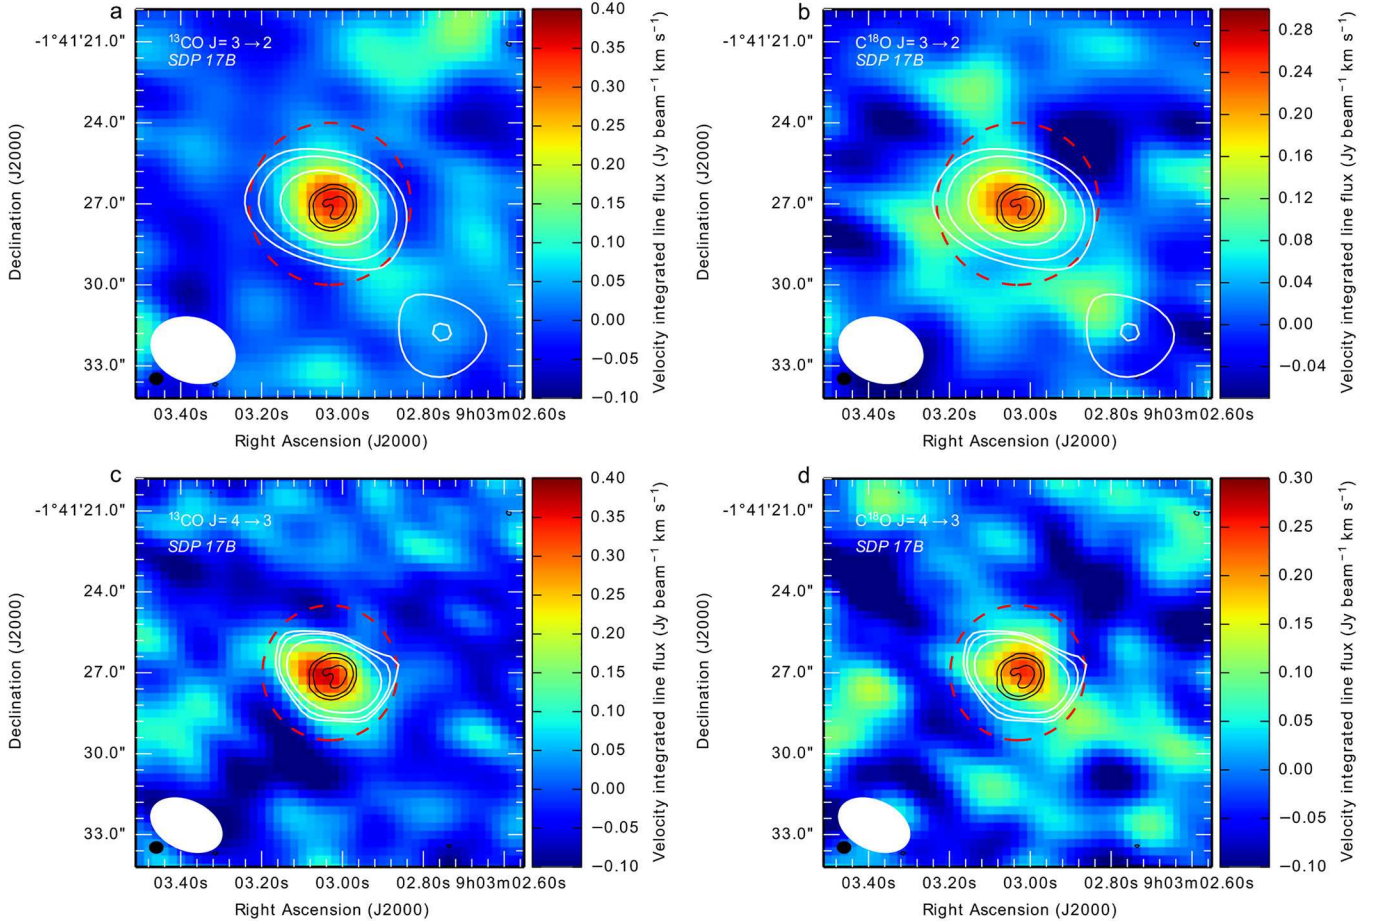 a
¹³CO J= 3 → 2
SDP 17B
-1°41'21.0"
24.0"
27.0"
30.0"
33.0"
Declination (J2000)
03.40s 03.20s 03.00s 02.80s 9h03m02.60s
Right Ascension (J2000)
0.40
0.35
0.30
0.25
0.20
0.15
0.10
0.05
0.00
−0.05
−0.10
Velocity integrated line flux (Jy beam⁻¹ km s⁻¹)
b
C¹⁸O J= 3 → 2
SDP 17B
-1°41'21.0"
24.0"
27.0"
30.0"
33.0"
Declination (J2000)
03.40s 03.20s 03.00s 02.80s 9h03m02.60s
Right Ascension (J2000)
0.28
0.24
0.20
0.16
0.12
0.08
0.04
0.00
−0.04
Velocity integrated line flux (Jy beam⁻¹ km s⁻¹)
c
¹³CO J= 4 → 3
SDP 17B
-1°41'21.0"
24.0"
27.0"
30.0"
33.0"
Declination (J2000)
03.40s 03.20s 03.00s 02.80s 9h03m02.60s
Right Ascension (J2000)
0.40
0.35
0.30
0.25
0.20
0.15
0.10
0.05
0.00
−0.05
−0.10
Velocity integrated line flux (Jy beam⁻¹ km s⁻¹)
d
C¹⁸O J= 4 → 3
SDP 17B
-1°41'21.0"
24.0"
27.0"
30.0"
33.0"
Declination (J2000)
03.40s 03.20s 03.00s 02.80s 9h03m02.60s
Right Ascension (J2000)
0.30
0.25
0.20
0.15
0.10
0.05
0.00
−0.05
−0.10
Velocity integrated line flux (Jy beam⁻¹ km s⁻¹)